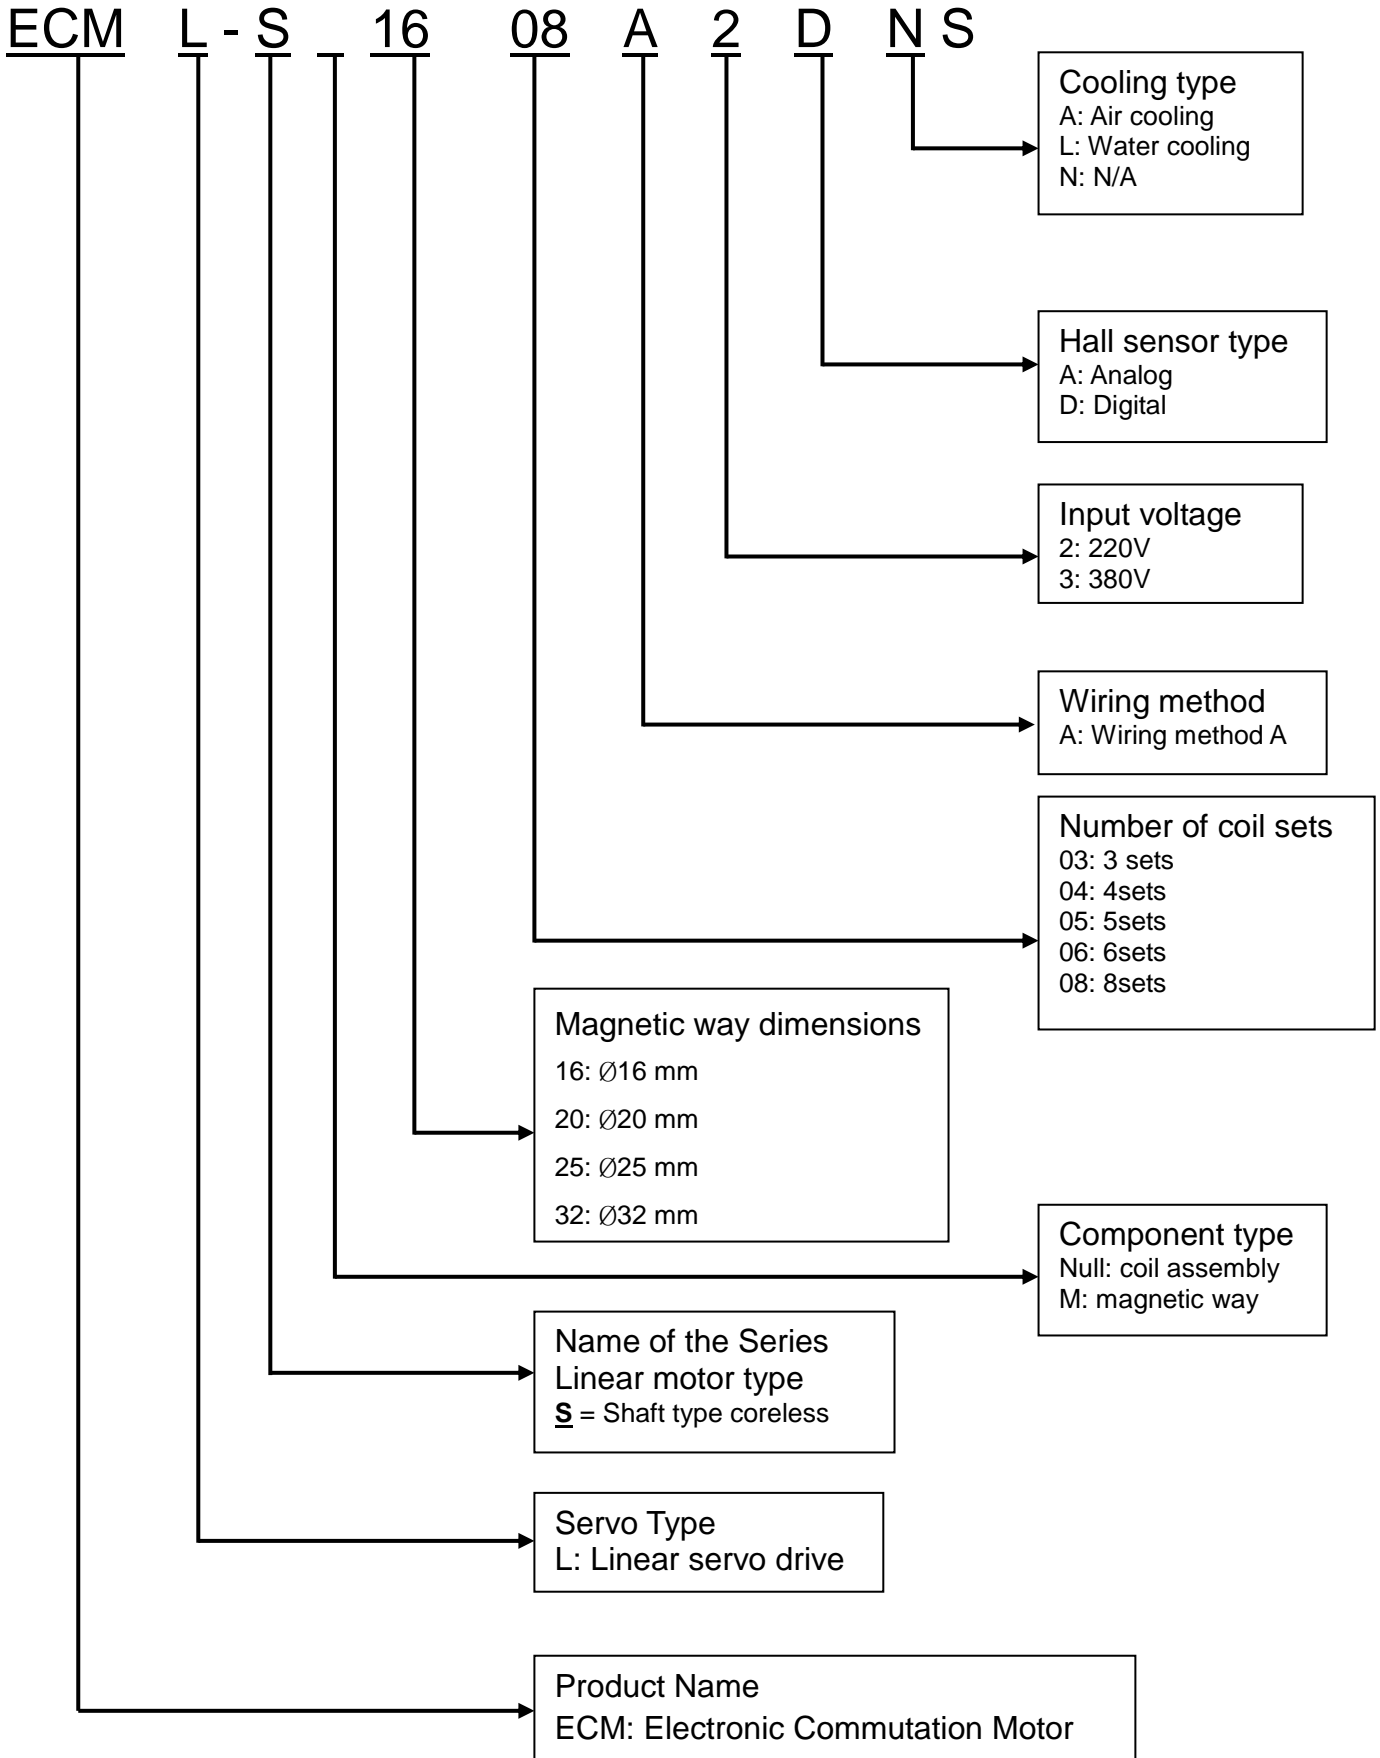 ECM L - S _ 16 08 A 2 D N S
Cooling type
A: Air cooling
L: Water cooling
N: N/A
Hall sensor type
A: Analog
D: Digital
Input voltage
2: 220V
3: 380V
Wiring method
A: Wiring method A
Number of coil sets
03: 3 sets
04: 4sets
05: 5sets
06: 6sets
08: 8sets
Magnetic way dimensions
16: Ø16 mm
20: Ø20 mm
25: Ø25 mm
32: Ø32 mm
Component type
Null: coil assembly
M: magnetic way
Name of the Series
Linear motor type
S = Shaft type coreless
Servo Type
L: Linear servo drive
Product Name
ECM: Electronic Commutation Motor